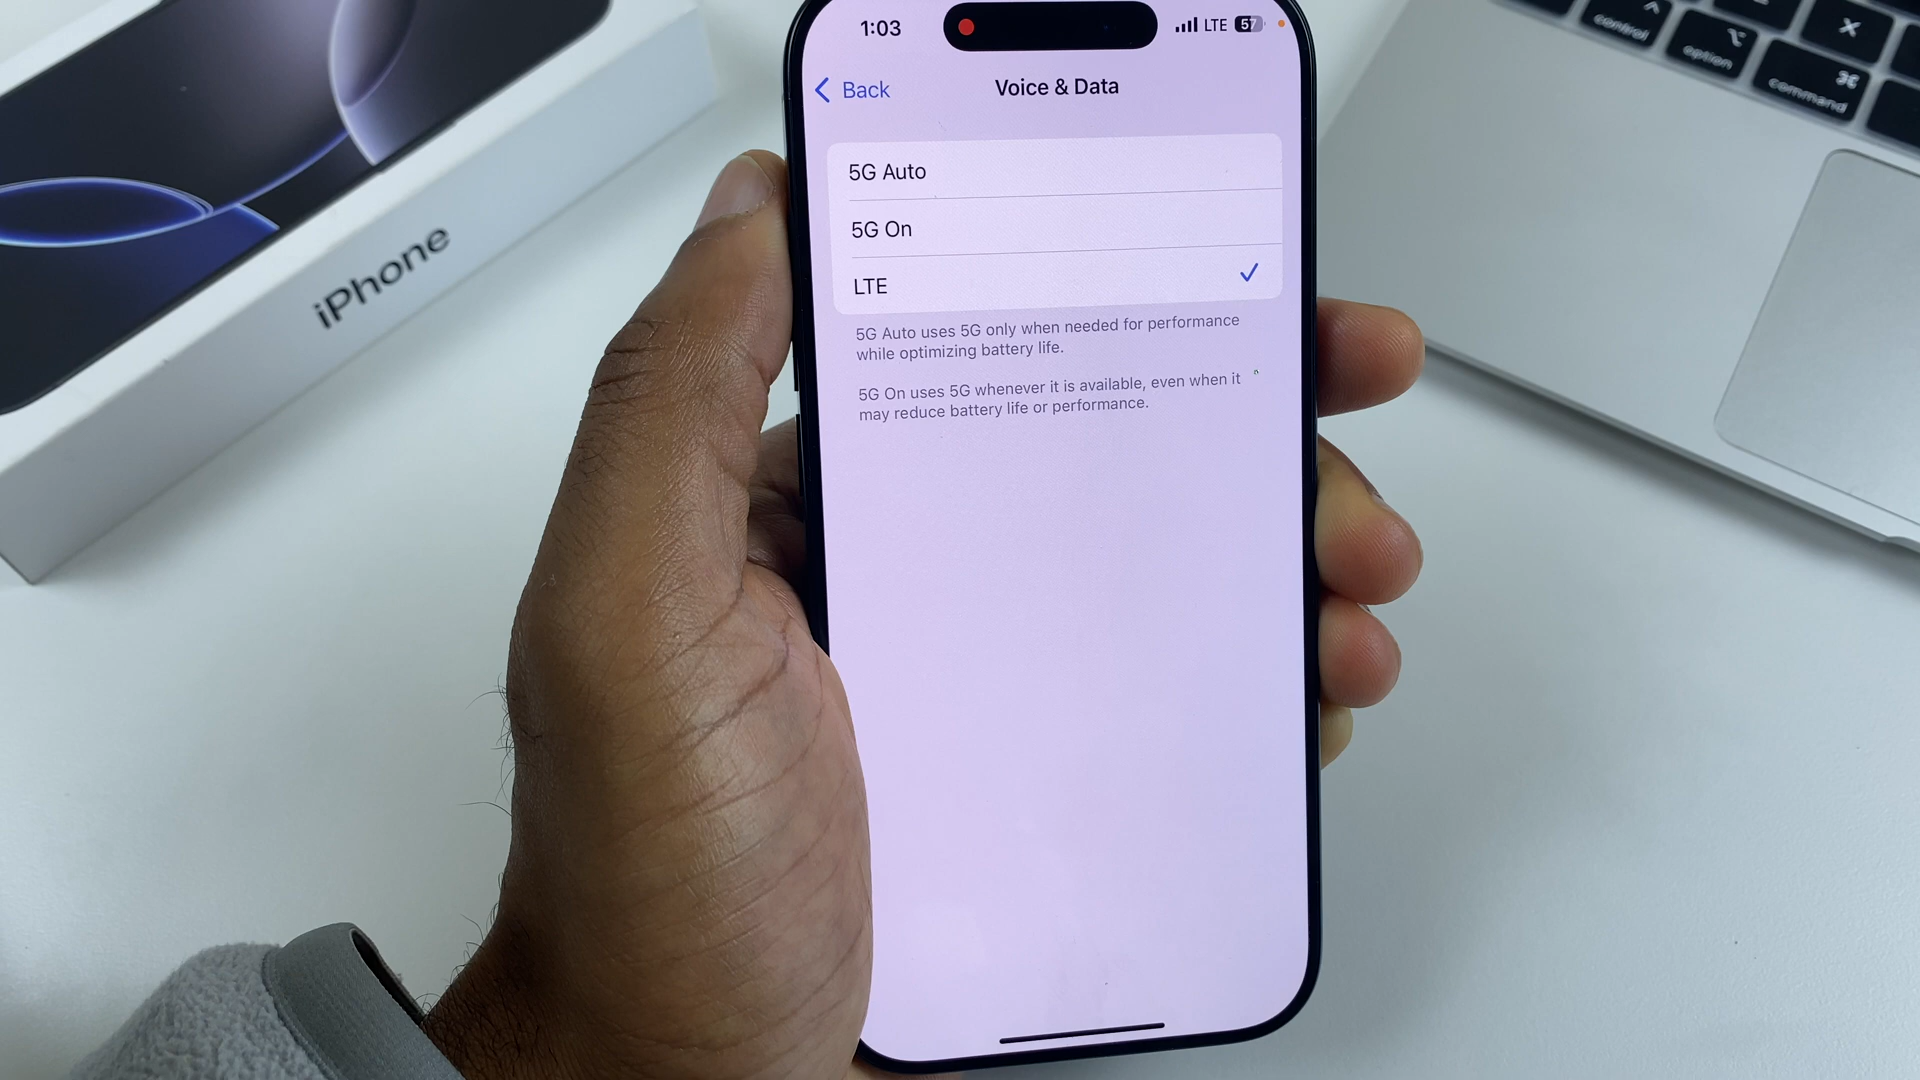 1:03
LTE 57
Back
Voice & Data
5G Auto
5G On
LTE
5G Auto uses 5G only when needed for performance
while optimizing battery life.
5G On uses 5G whenever it is available, even when it
may reduce battery life or performance.
iPhone
control
option
command
X